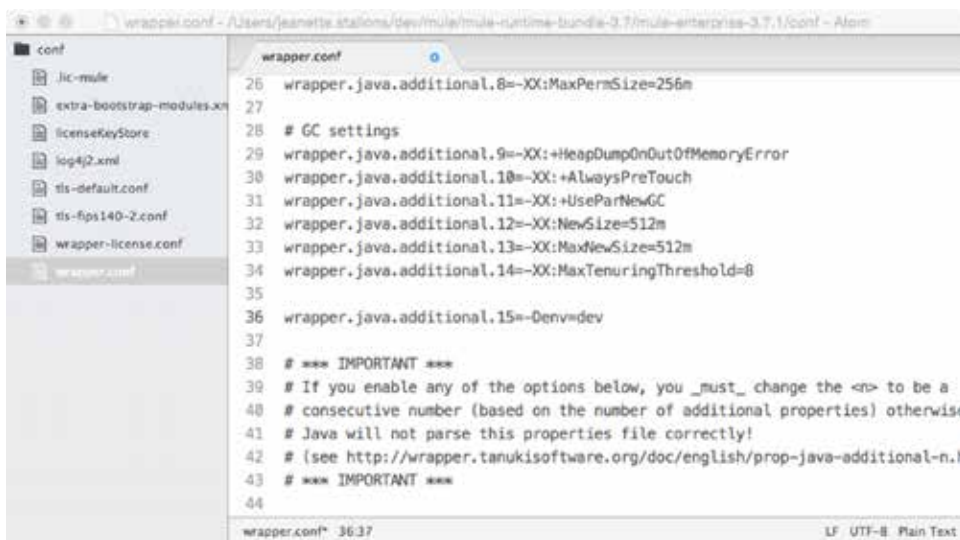 wrapper.conf - /Users/jeanette.stallons/dev/mule/mule-runtime-bundle-3.7/mule-enterprise-3.7.1/conf - Atom
conf
.lic-mule
extra-bootstrap-modules.xm
licenseKeyStore
log4j2.xml
tls-default.conf
tls-fips140-2.conf
wrapper-license.conf
wrapper.conf
wrapper.conf
26 wrapper.java.additional.8=-XX:MaxPermSize=256m
27
28 # GC settings
29 wrapper.java.additional.9=-XX:+HeapDumpOnOutOfMemoryError
30 wrapper.java.additional.10=-XX:+AlwaysPreTouch
31 wrapper.java.additional.11=-XX:+UseParNewGC
32 wrapper.java.additional.12=-XX:NewSize=512m
33 wrapper.java.additional.13=-XX:MaxNewSize=512m
34 wrapper.java.additional.14=-XX:MaxTenuringThreshold=8
35
36 wrapper.java.additional.15=-Denv=dev
37
38 # *** IMPORTANT ***
39 # If you enable any of the options below, you _must_ change the <n> to be a
40 # consecutive number (based on the number of additional properties) otherwise
41 # Java will not parse this properties file correctly!
42 # (see http://wrapper.tanukisoftware.org/doc/english/prop-java-additional-n.h
43 # *** IMPORTANT ***
44
wrapper.conf* 36:37 LF UTF-8 Plain Text